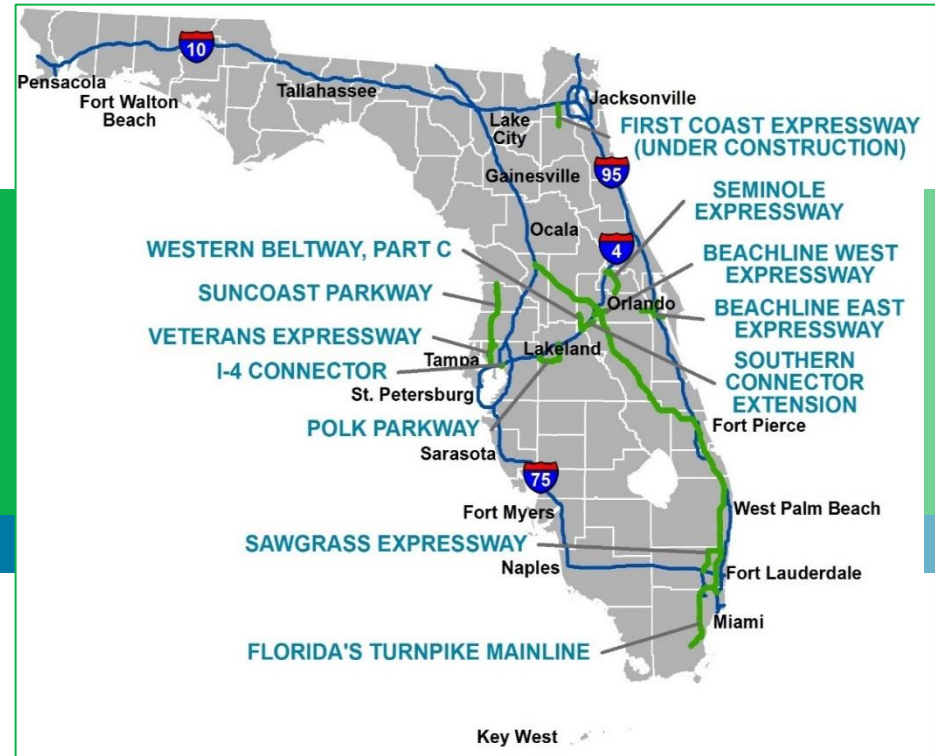 10
Pensacola
Fort Walton
Beach
Tallahassee
Jacksonville
Lake
City
FIRST COAST EXPRESSWAY
(UNDER CONSTRUCTION)
Gainesville
95
SEMINOLE
EXPRESSWAY
Ocala
4
WESTERN BELTWAY, PART C
BEACHLINE WEST
EXPRESSWAY
SUNCOAST PARKWAY
Orlando
BEACHLINE EAST
EXPRESSWAY
VETERANS EXPRESSWAY
Lakeland
Tampa
I-4 CONNECTOR
SOUTHERN
CONNECTOR
EXTENSION
St. Petersburg
POLK PARKWAY
Fort Pierce
Sarasota
75
Fort Myers
West Palm Beach
SAWGRASS EXPRESSWAY
Naples
Fort Lauderdale
Miami
FLORIDA'S TURNPIKE MAINLINE
Key West